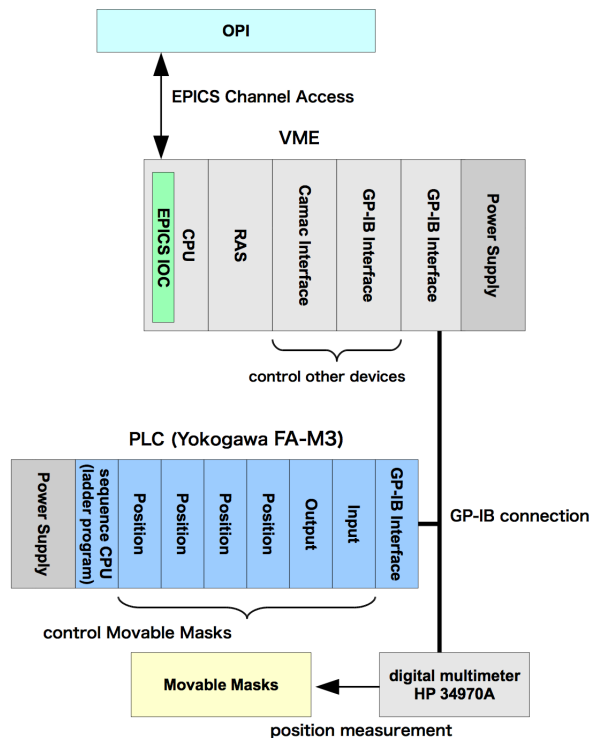 OPI
EPICS Channel Access
VME
EPICS IOC
CPU
RAS
Camac Interface
GP-IB Interface
GP-IB Interface
Power Supply
control other devices
PLC (Yokogawa FA-M3)
Power Supply
sequence CPU
(ladder program)
Position
Position
Position
Position
Output
Input
GP-IB Interface
GP-IB connection
control Movable Masks
Movable Masks
digital multimeter
HP 34970A
position measurement